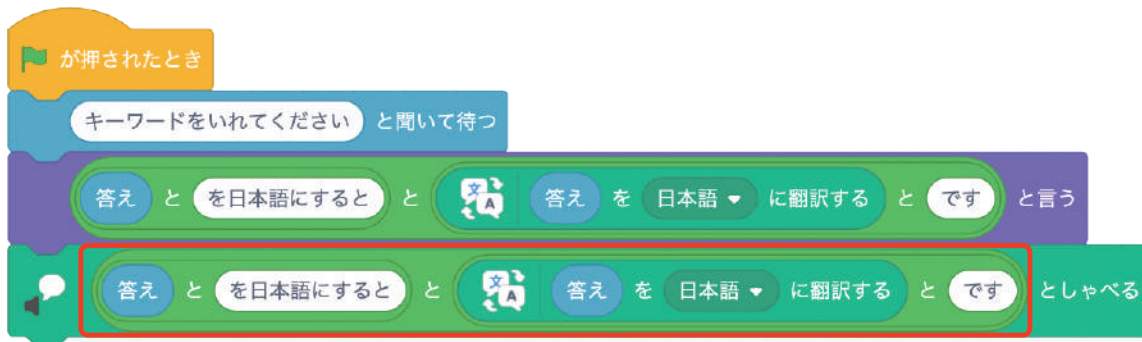 が押されたとき
キーワードをいれてください と聞いて待つ
答え と を日本語にすると と 文 A 答え を 日本語 に翻訳する と です と言う
答え と を日本語にすると と 文 A 答え を 日本語 に翻訳する と です としゃべる